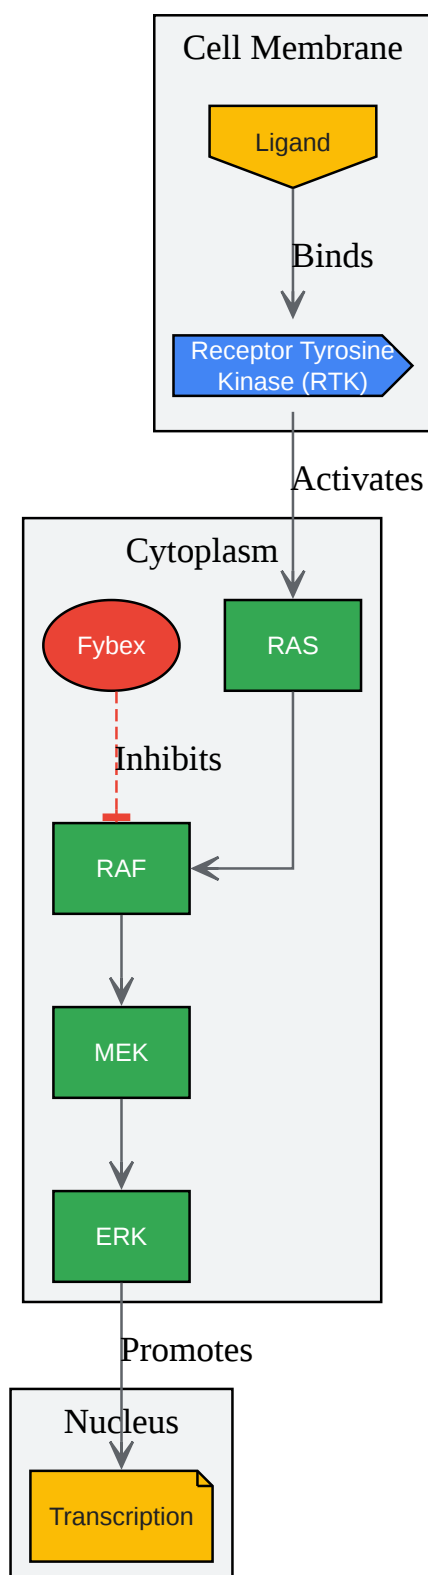 Cell Membrane
Ligand
Binds
Receptor Tyrosine
Kinase (RTK)
Activates
Cytoplasm
Fybex
RAS
Inhibits
RAF
MEK
ERK
Promotes
Nucleus
Transcription